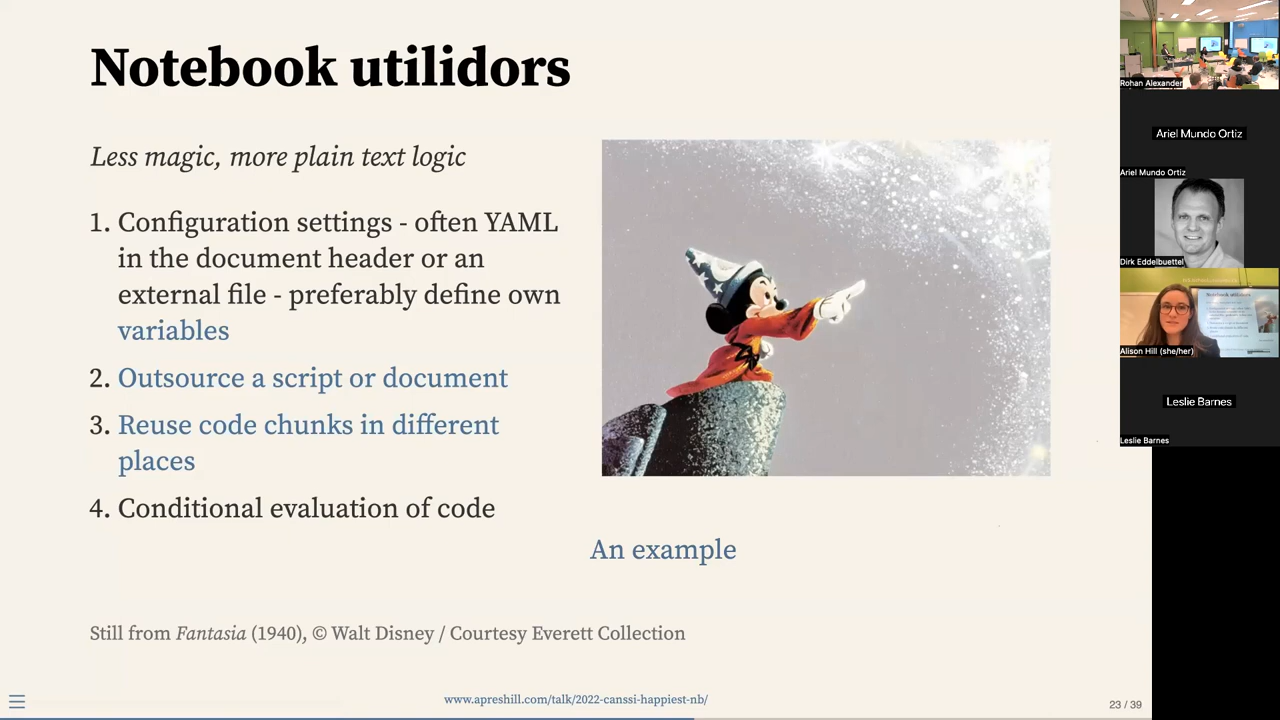 Notebook utilidors
Less magic, more plain text logic
1. Configuration settings - often YAML
in the document header or an
external file - preferably define own
variables
2. Outsource a script or document
3. Reuse code chunks in different
places
4. Conditional evaluation of code
An example
Still from Fantasia (1940), © Walt Disney / Courtesy Everett Collection
www.apreshill.com/talk/2022-canssi-happiest-nb/
23 / 39
Rohan Alexander
Ariel Mundo Ortiz
Ariel Mundo Ortiz
Dirk Eddelbuettel
Notebook utilidors
Alison Hill (she/her)
Leslie Barnes
Leslie Barnes